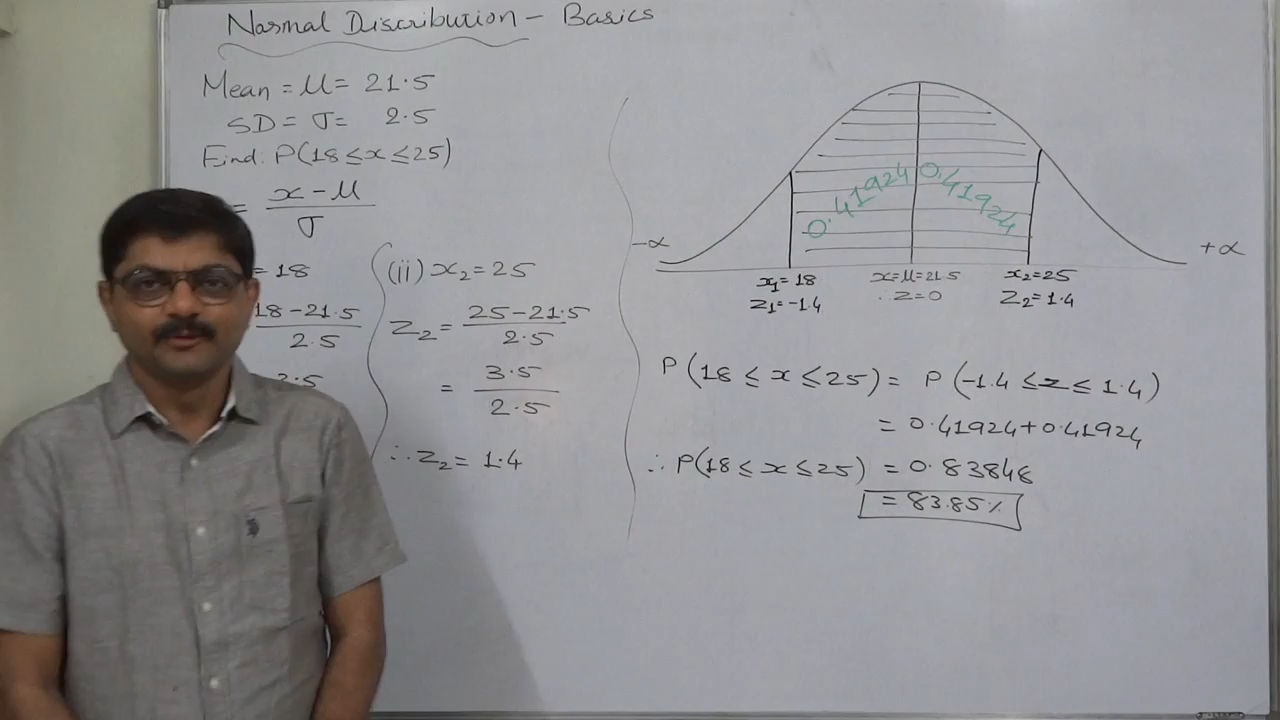 Normal Discribution - Basics
Mean = μ = 21.5
SD = σ = 2.5
Find: P(18 ≤ x ≤ 25)
= x - μ / σ
= 18
18 - 21.5 / 2.5
(ii) x₂ = 25
Z₂ = 25 - 21.5 / 2.5
= 3.5 / 2.5
∴ Z₂ = 1.4
0.41924 0.41924
-α +α
x₁ = 18 x = μ = 21.5 x₂ = 25
Z₁ = -1.4 ∴ Z = 0 Z₂ = 1.4
P(18 ≤ x ≤ 25) = P(-1.4 ≤ z ≤ 1.4)
= 0.41924 + 0.41924
∴ P(18 ≤ x ≤ 25) = 0.83848
= 83.85%